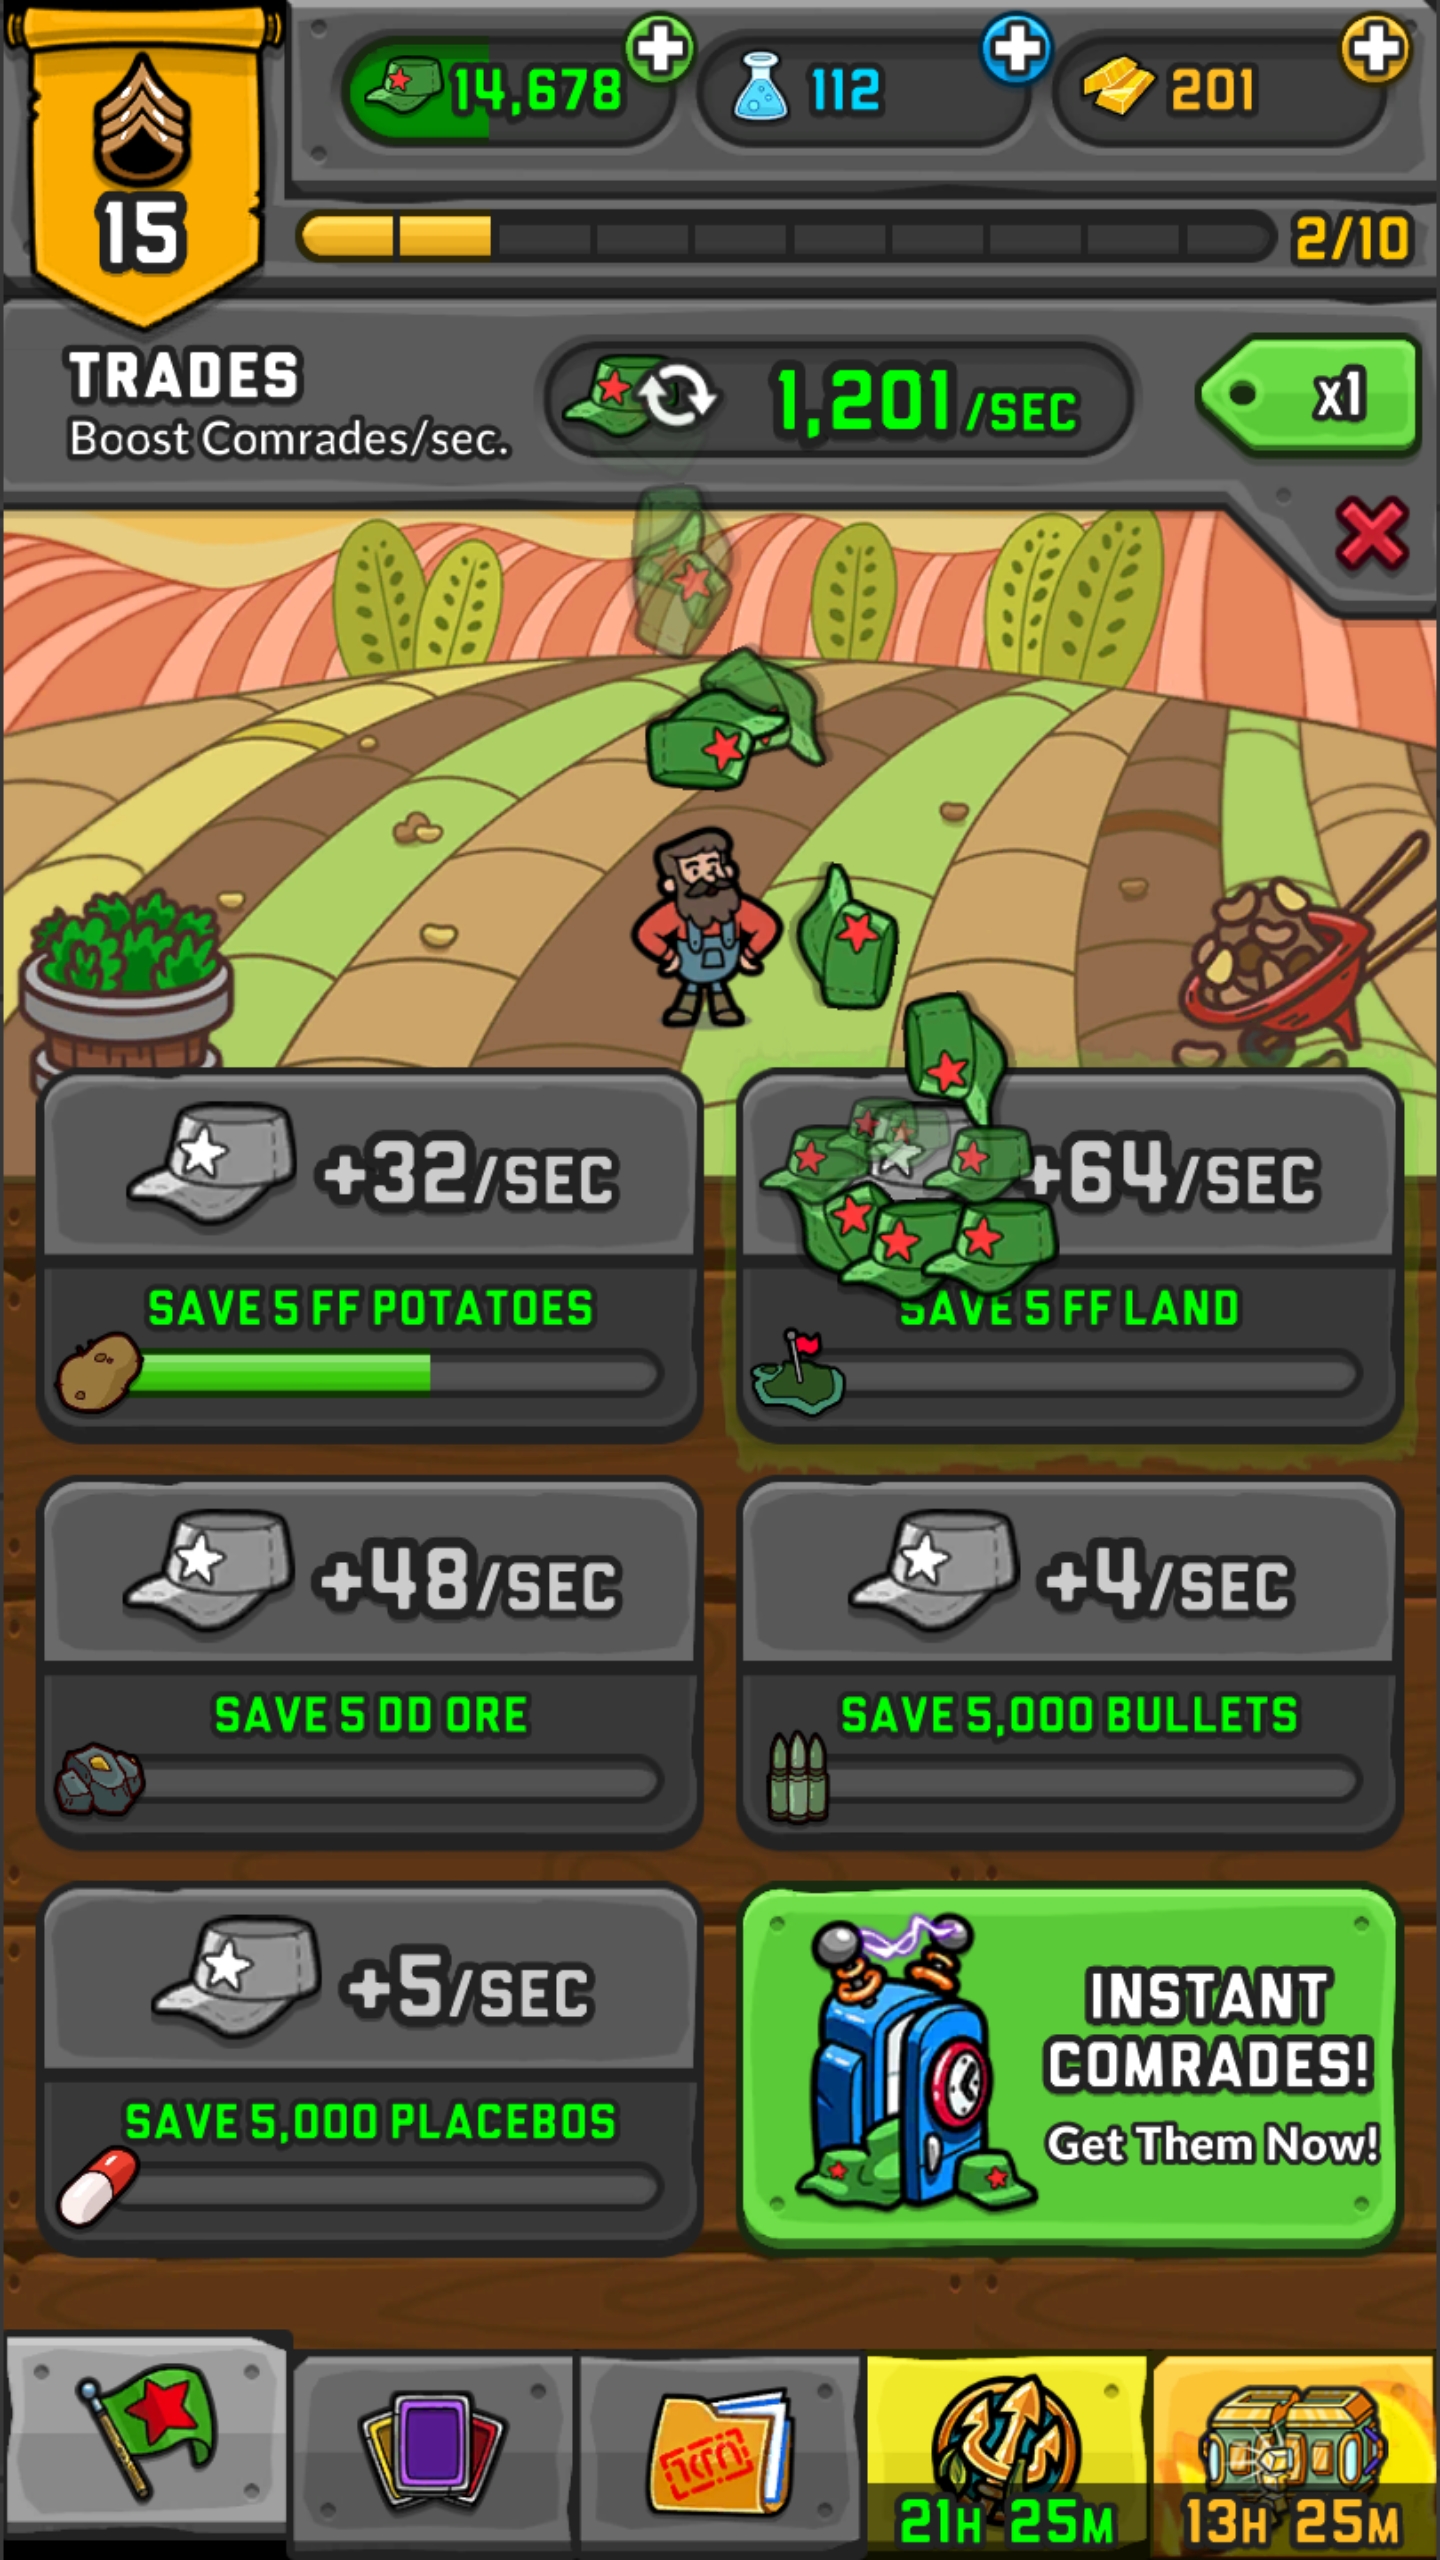 14,678
112
201
15
2/10
TRADES
Boost Comrades/sec.
1,201/SEC
x1
+32/SEC
+64/SEC
SAVE 5 FF POTATOES
SAVE 5 FF LAND
+48/SEC
+4/SEC
SAVE 5 DD ORE
SAVE 5,000 BULLETS
+5/SEC
SAVE 5,000 PLACEBOS
INSTANT
COMRADES!
Get Them Now!
21H 25M
13H 25M